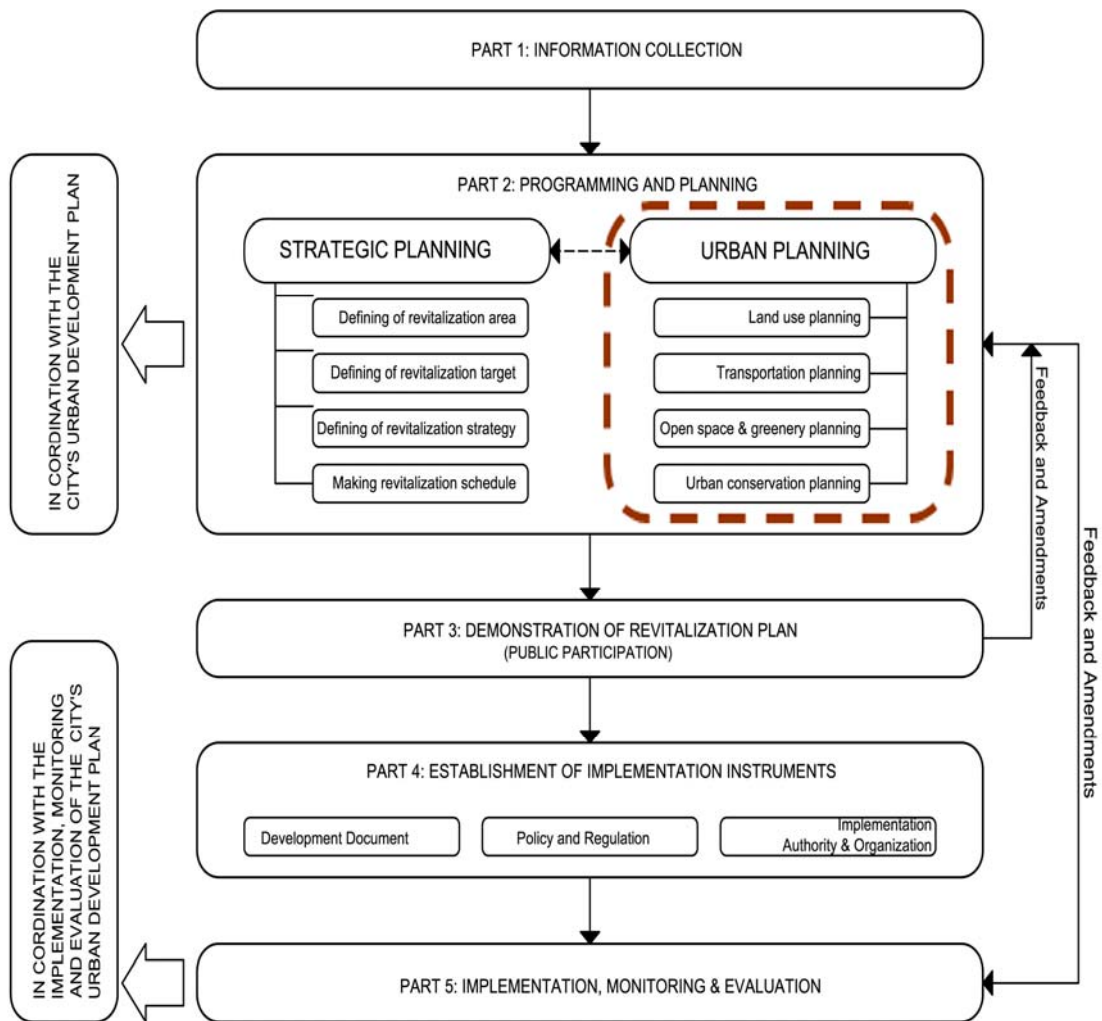 PART 1: INFORMATION COLLECTION
IN CORDINATION WITH THE
CITY'S URBAN DEVELOPMENT PLAN
PART 2: PROGRAMMING AND PLANNING
STRATEGIC PLANNING
Defining of revitalization area
Defining of revitalization target
Defining of revitalization strategy
Making revitalization schedule
URBAN PLANNING
Land use planning
Transportation planning
Open space & greenery planning
Urban conservation planning
Feedback and Amendments
Feedback and Amendments
PART 3: DEMONSTRATION OF REVITALIZATION PLAN
(PUBLIC PARTICIPATION)
IN CORDINATION WITH THE
IMPLEMENTATION, MONITORING
AND EVALUATION OF THE CITY'S
URBAN DEVELOPMENT PLAN
PART 4: ESTABLISHMENT OF IMPLEMENTATION INSTRUMENTS
Development Document
Policy and Regulation
Implementation
Authority & Organization
PART 5: IMPLEMENTATION, MONITORING & EVALUATION